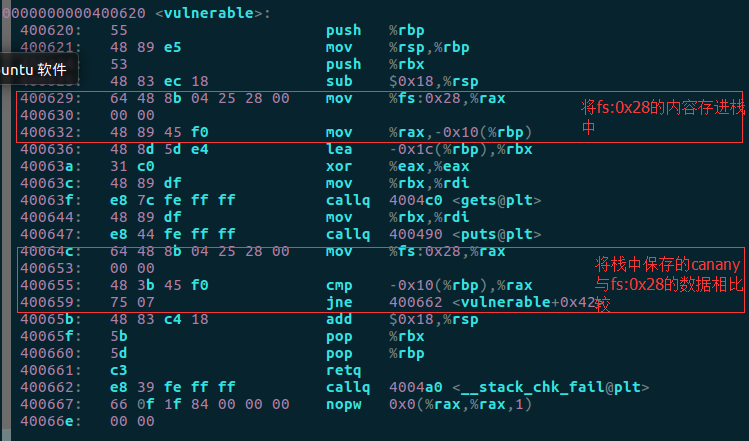 0000000000400620 <vulnerable>:
400620: 55 push %rbp
400621: 48 89 e5 mov %rsp,%rbp
53 push %rbx
untu 软件
48 83 ec 18 sub $0x18,%rsp
400629: 64 48 8b 04 25 28 00 mov %fs:0x28,%rax
400630: 00 00
400632: 48 89 45 f0 mov %rax,-0x10(%rbp)
将fs:0x28的内容存进栈
中
400636: 48 8d 5d e4 lea -0x1c(%rbp),%rbx
40063a: 31 c0 xor %eax,%eax
40063c: 48 89 df mov %rbx,%rdi
40063f: e8 7c fe ff ff callq 4004c0 <gets@plt>
400644: 48 89 df mov %rbx,%rdi
400647: e8 44 fe ff ff callq 400490 <puts@plt>
40064c: 64 48 8b 04 25 28 00 mov %fs:0x28,%rax
400653: 00 00
400655: 48 3b 45 f0 cmp -0x10(%rbp),%rax
400659: 75 07 jne 400662 <vulnerable+0x42>
将栈中保存的canany
与fs:0x28的数据相比
较
40065b: 48 83 c4 18 add $0x18,%rsp
40065f: 5b pop %rbx
400660: 5d pop %rbp
400661: c3 retq
400662: e8 39 fe ff ff callq 4004a0 <__stack_chk_fail@plt>
400667: 66 0f 1f 84 00 00 00 nopw 0x0(%rax,%rax,1)
40066e: 00 00